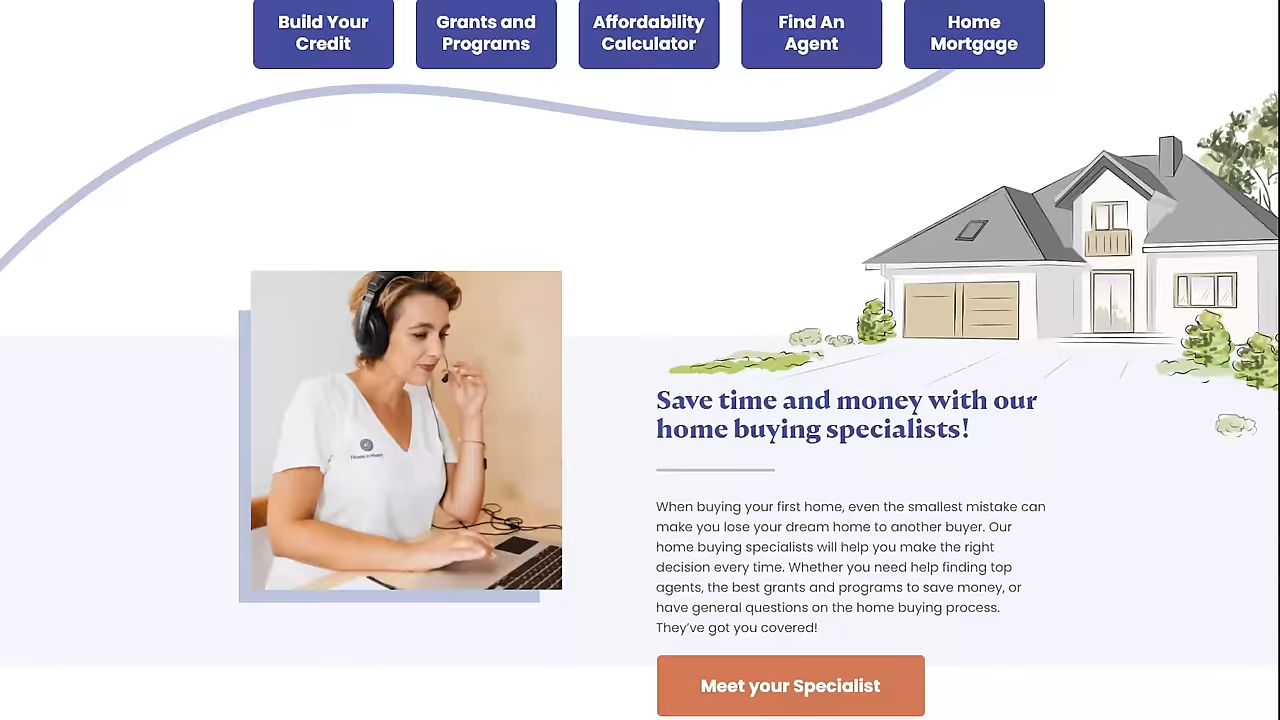 Build Your
Credit
Grants and
Programs
Affordability
Calculator
Find An
Agent
Home
Mortgage
Save time and money with our
home buying specialists!
When buying your first home, even the smallest mistake can
make you lose your dream home to another buyer. Our
home buying specialists will help you make the right
decision every time. Whether you need help finding top
agents, the best grants and programs to save money, or
have general questions on the home buying process.
They’ve got you covered!
Meet your Specialist